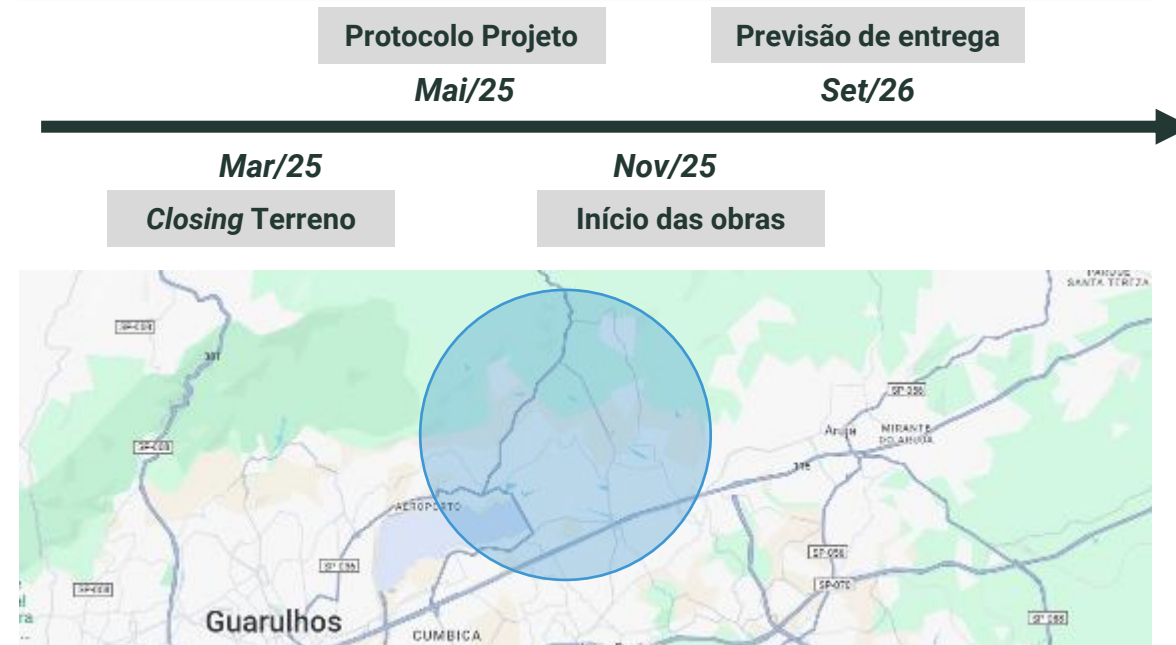 Protocolo Projeto
Previsão de entrega
Mai/25
Set/26
Mar/25
Nov/25
Closing Terreno
Início das obras
PARQUE
SANTA TEREZA
SP-056
Arujá
MIRANTE
DO ARUJÁ
AEROPORTO
SP-056
SP-070
Guarulhos
CUMBICA